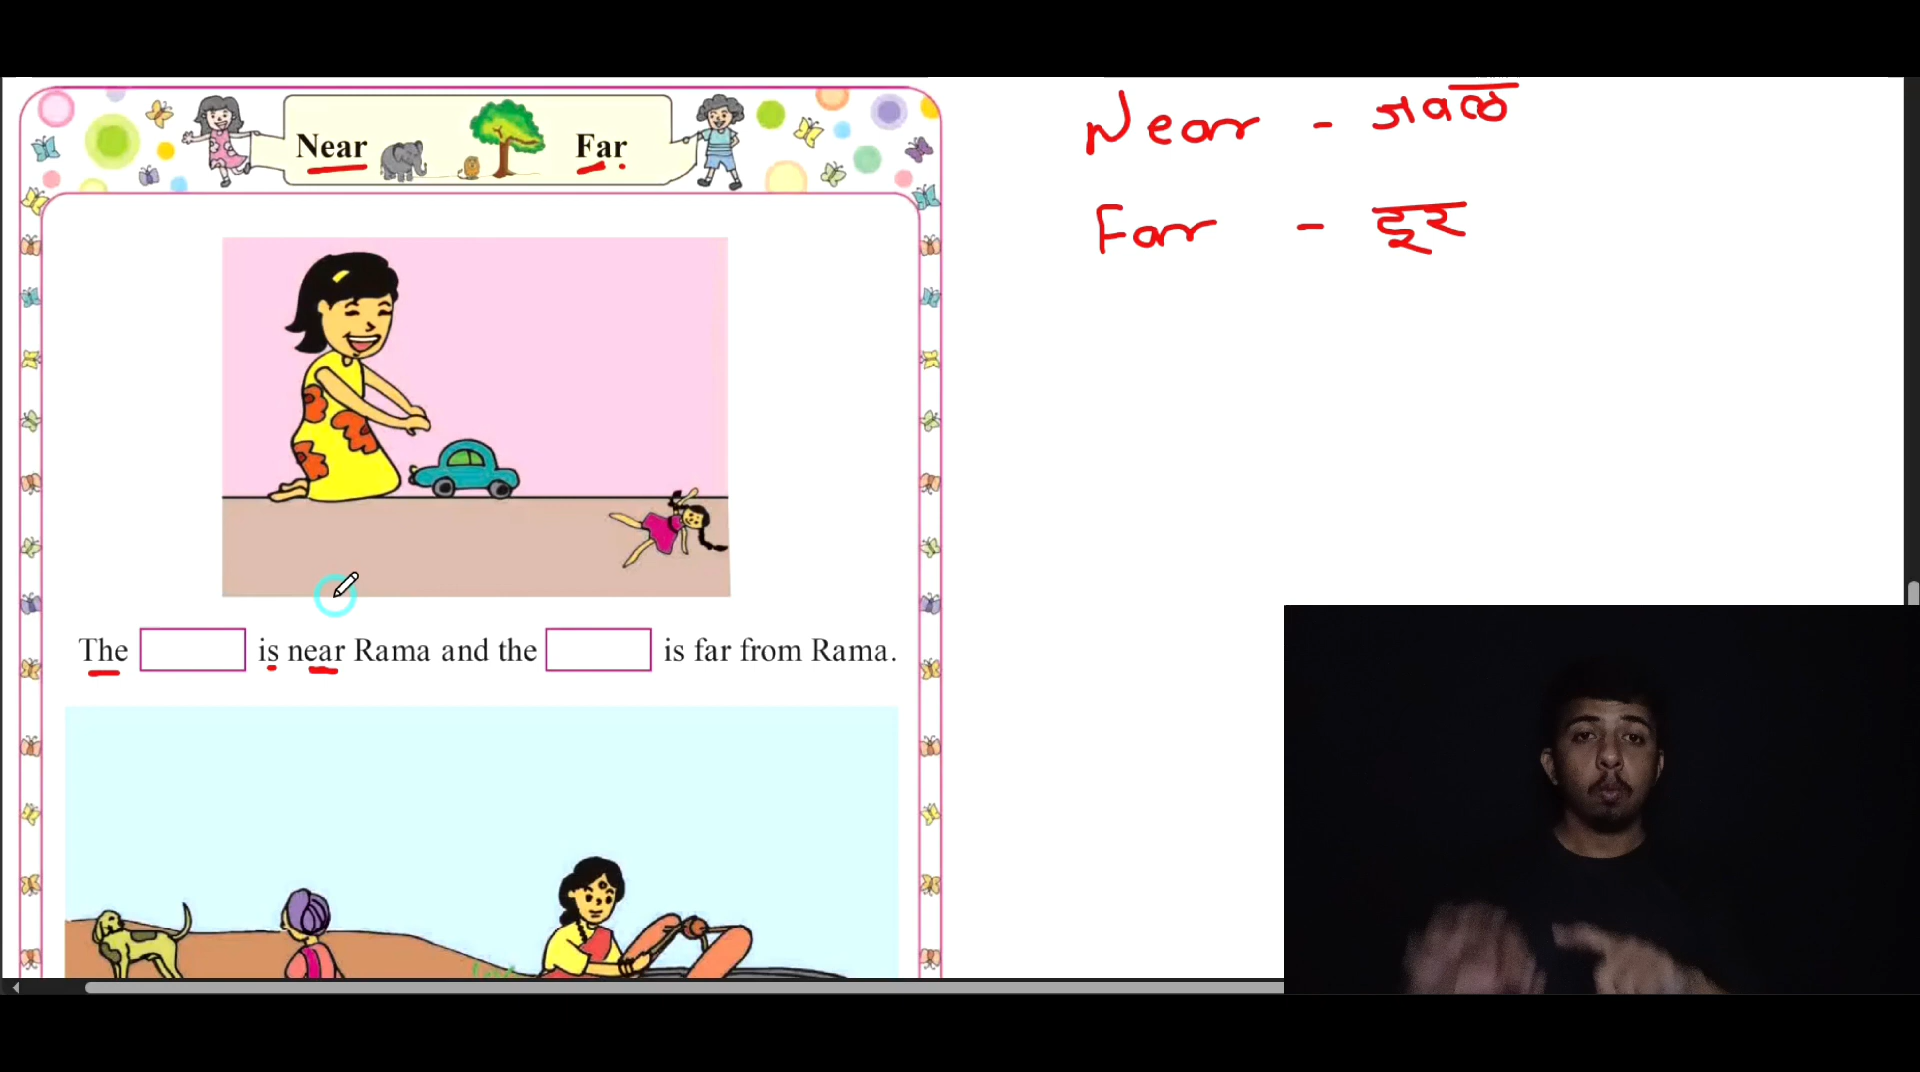 Near Far
The is near Rama and the is far from Rama.
Near - जवळ
Far - दूर